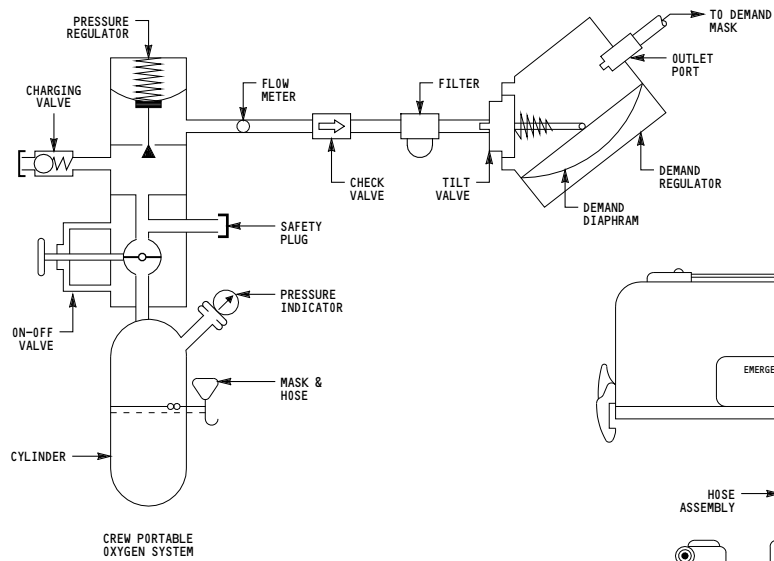 PRESSURE
REGULATOR
TO DEMAND
MASK
OUTLET
PORT
CHARGING
VALVE
FLOW
METER
FILTER
CHECK
VALVE
TILT
VALVE
DEMAND
REGULATOR
DEMAND
DIAPHRAM
SAFETY
PLUG
PRESSURE
INDICATOR
ON-OFF
VALVE
MASK &
HOSE
CYLINDER
CREW PORTABLE
OXYGEN SYSTEM
EMERGE
HOSE
ASSEMBLY